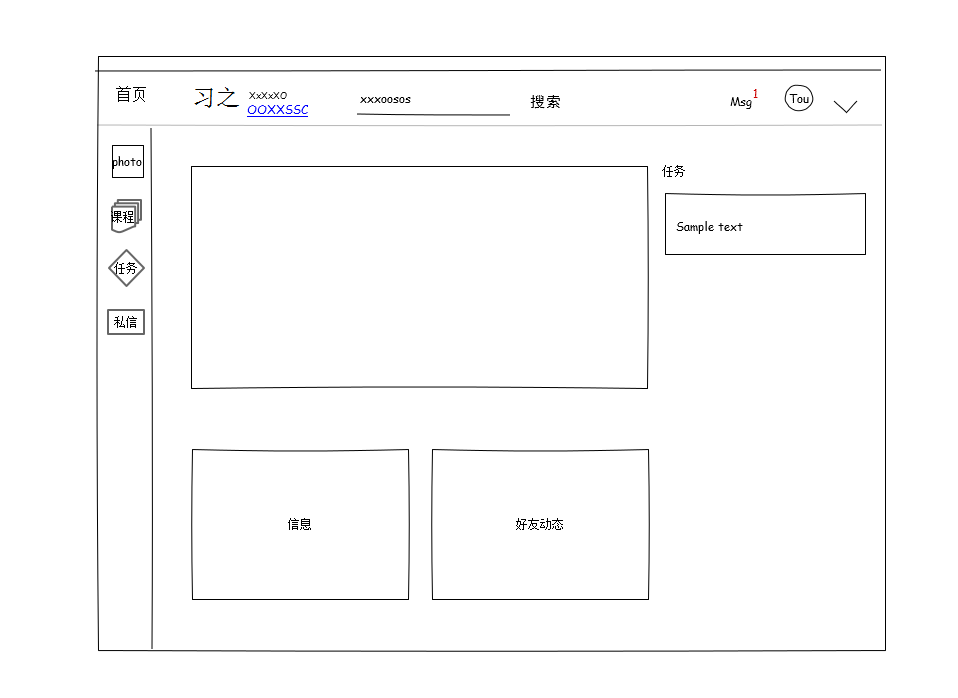 首页
习之
XxXxXO
OOXXSSC
xxxoosos
搜索
Msg 1
Tou
photo
课程
任务
私信
任务
Sample text
信息
好友动态